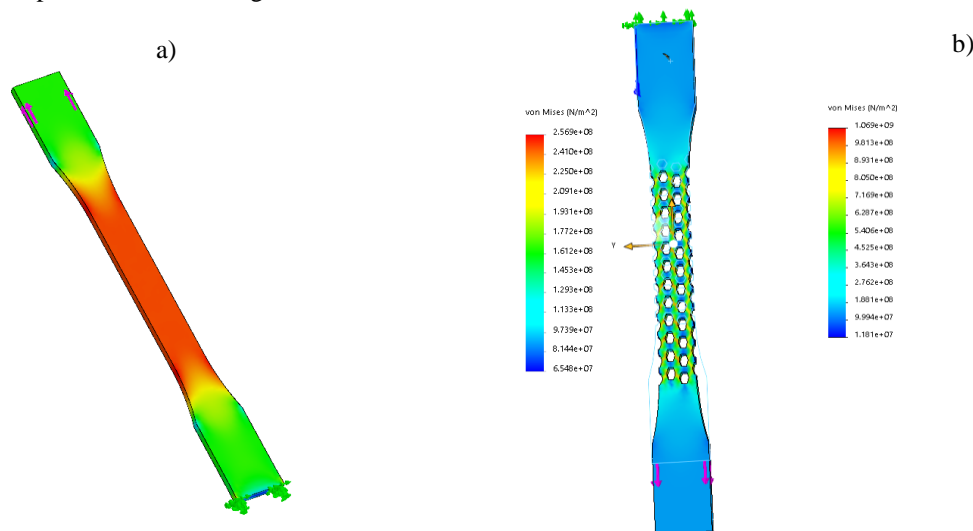 a)
b)
von Mises (N/m^2)
2.569e+08
2.410e+08
2.250e+08
2.091e+08
1.931e+08
1.772e+08
1.612e+08
1.453e+08
1.293e+08
1.133e+08
9.739e+07
8.144e+07
6.548e+07
Y
von Mises (N/m^2)
1.069e+09
9.813e+08
8.931e+08
8.050e+08
7.169e+08
6.287e+08
5.406e+08
4.525e+08
3.643e+08
2.762e+08
1.881e+08
9.994e+07
1.181e+07